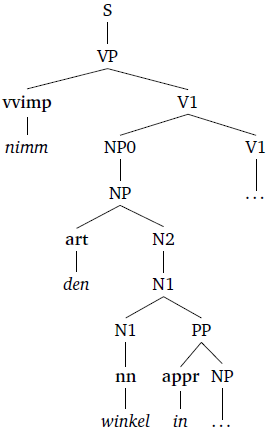 S
VP
vvimp V1
nimm NP0 V1
NP ...
art N2
den N1
N1 PP
nn appr NP
winkel in ...